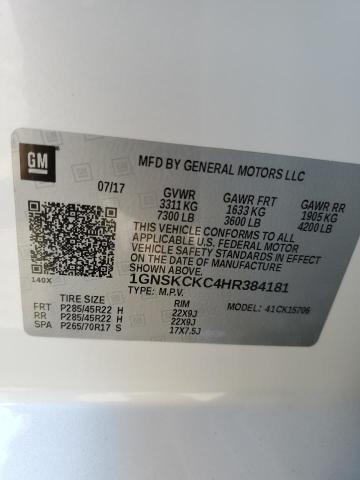 GM
MFD BY GENERAL MOTORS LLC
07/17 GVWR GAWR FRT GAWR RR
3311 KG 1633 KG 1905 KG
7300 LB 3600 LB 4200 LB
THIS VEHICLE CONFORMS TO ALL
APPLICABLE U.S. FEDERAL MOTOR
VEHICLE SAFETY STANDARDS IN EFFECT
ON THE DATE OF MANUFACTURE SHOWN ABOVE.
140X
1GNSKCKC4HR384181
TYPE: M.P.V.
TIRE SIZE RIM MODEL: 41CK15706
FRT P285/45R22 H 22X9J
RR P285/45R22 H 22X9J
SPA P265/70R17 S 17X7.5J